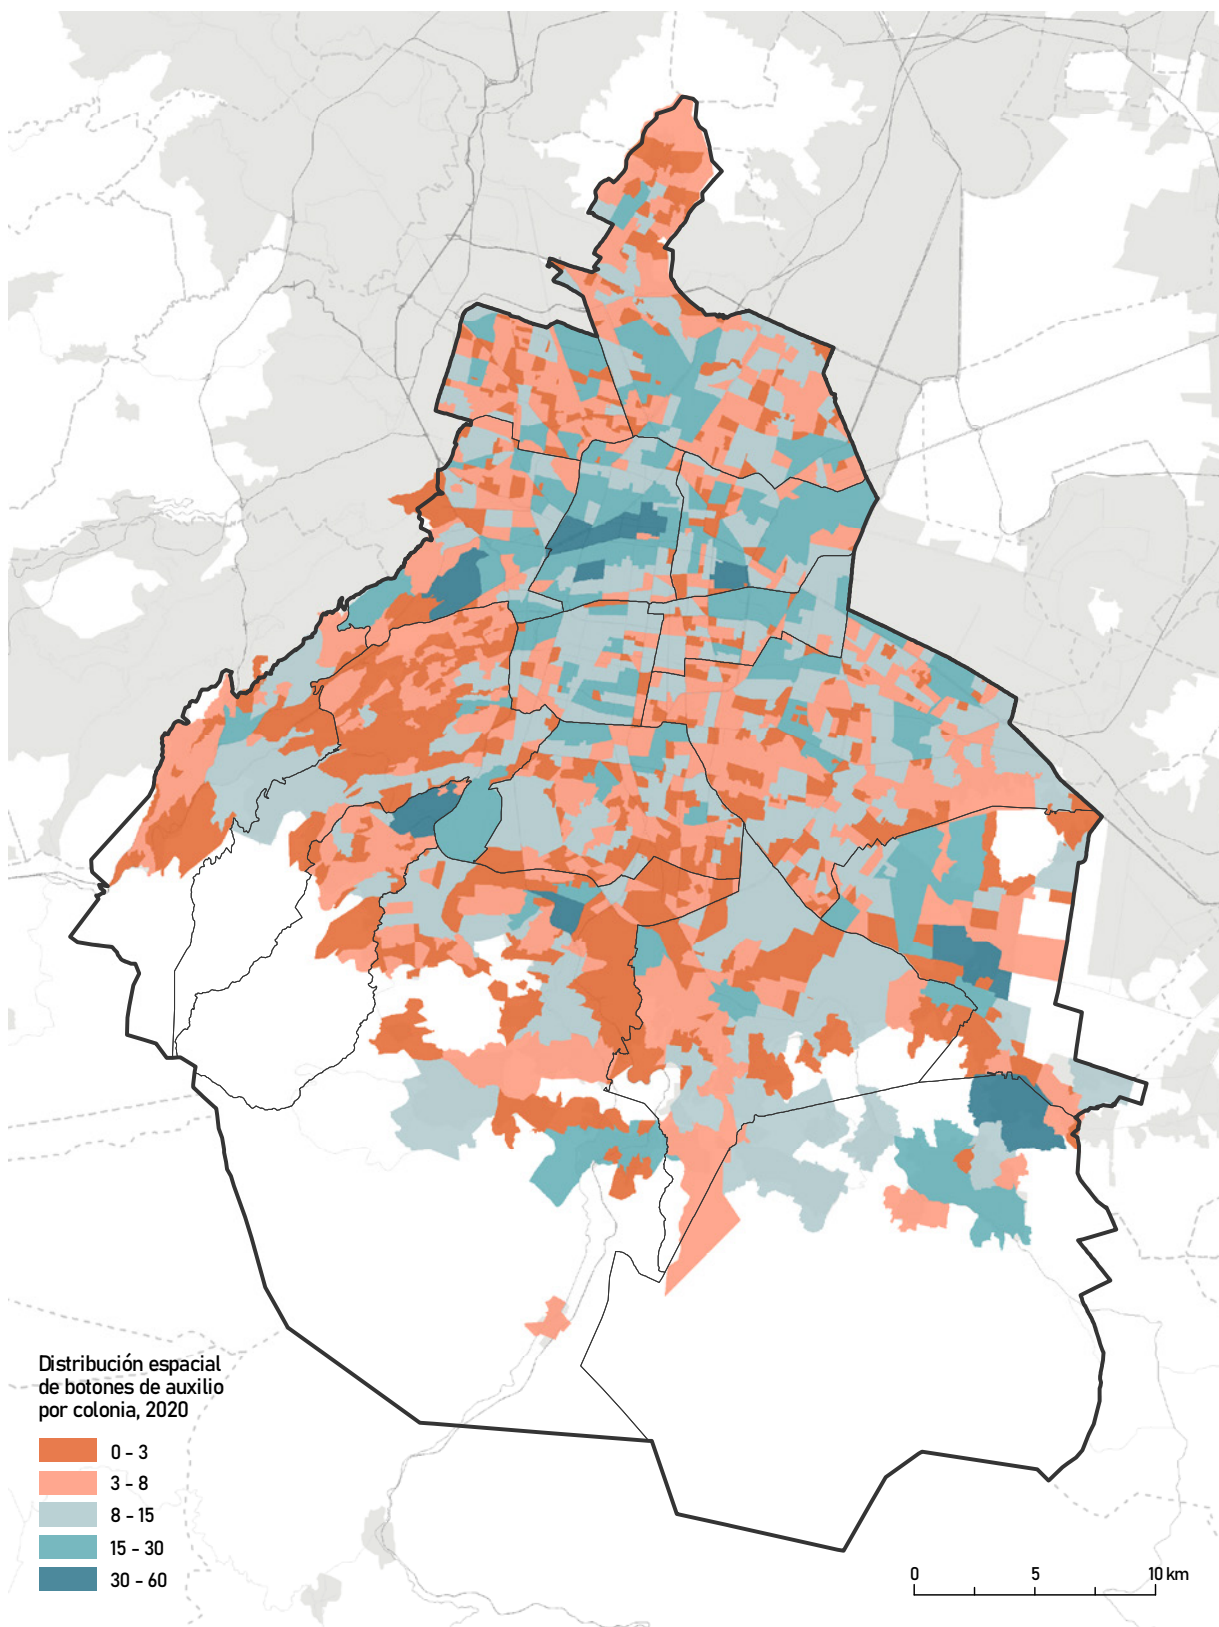 Distribución espacial
de botones de auxilio
por colonia, 2020
0 - 3
3 - 8
8 - 15
15 - 30
30 - 60
0 5 10 km